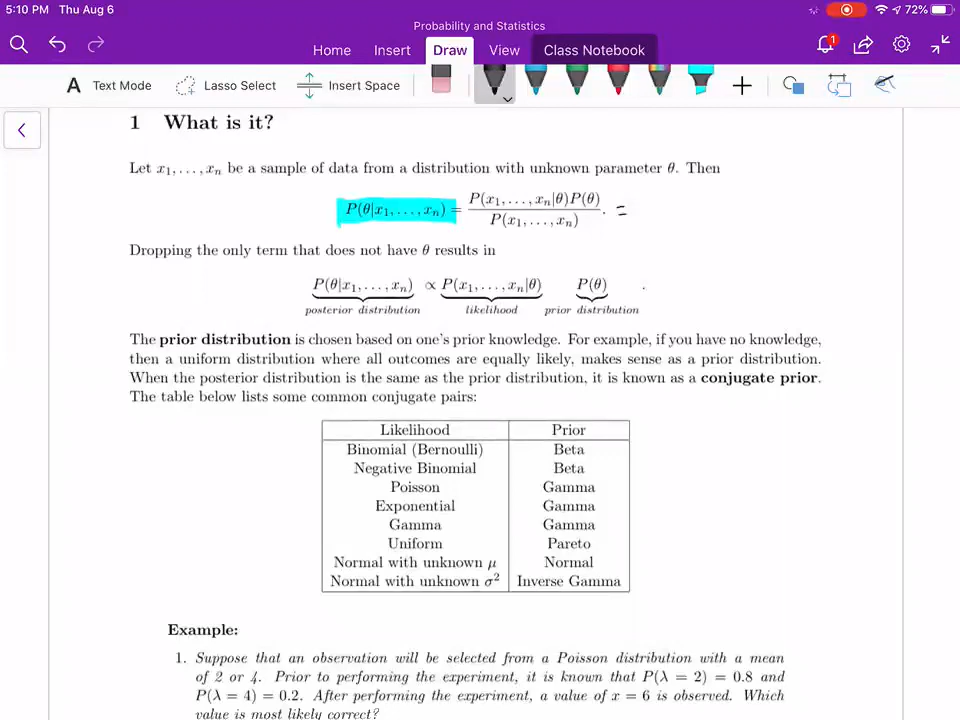 5:10 PM Thu Aug 6
72%
Probability and Statistics
Home Insert Draw View Class Notebook
1
A Text Mode Lasso Select Insert Space
1 What is it?
Let x₁, . . . , xₙ be a sample of data from a distribution with unknown parameter θ. Then
P(θ|x₁, . . . , xₙ) = P(x₁, . . . , xₙ|θ)P(θ) / P(x₁, . . . , xₙ) . =
Dropping the only term that does not have θ results in
P(θ|x₁, . . . , xₙ) ∝ P(x₁, . . . , xₙ|θ) P(θ) .
posterior distribution likelihood prior distribution
The prior distribution is chosen based on one's prior knowledge. For example, if you have no knowledge,
then a uniform distribution where all outcomes are equally likely, makes sense as a prior distribution.
When the posterior distribution is the same as the prior distribution, it is known as a conjugate prior.
The table below lists some common conjugate pairs:
Likelihood Prior
Binomial (Bernoulli) Beta
Negative Binomial Beta
Poisson Gamma
Exponential Gamma
Gamma Gamma
Uniform Pareto
Normal with unknown μ Normal
Normal with unknown σ² Inverse Gamma
Example:
1. Suppose that an observation will be selected from a Poisson distribution with a mean
of 2 or 4. Prior to performing the experiment, it is known that P(λ = 2) = 0.8 and
P(λ = 4) = 0.2. After performing the experiment, a value of x = 6 is observed. Which
value is most likely correct?